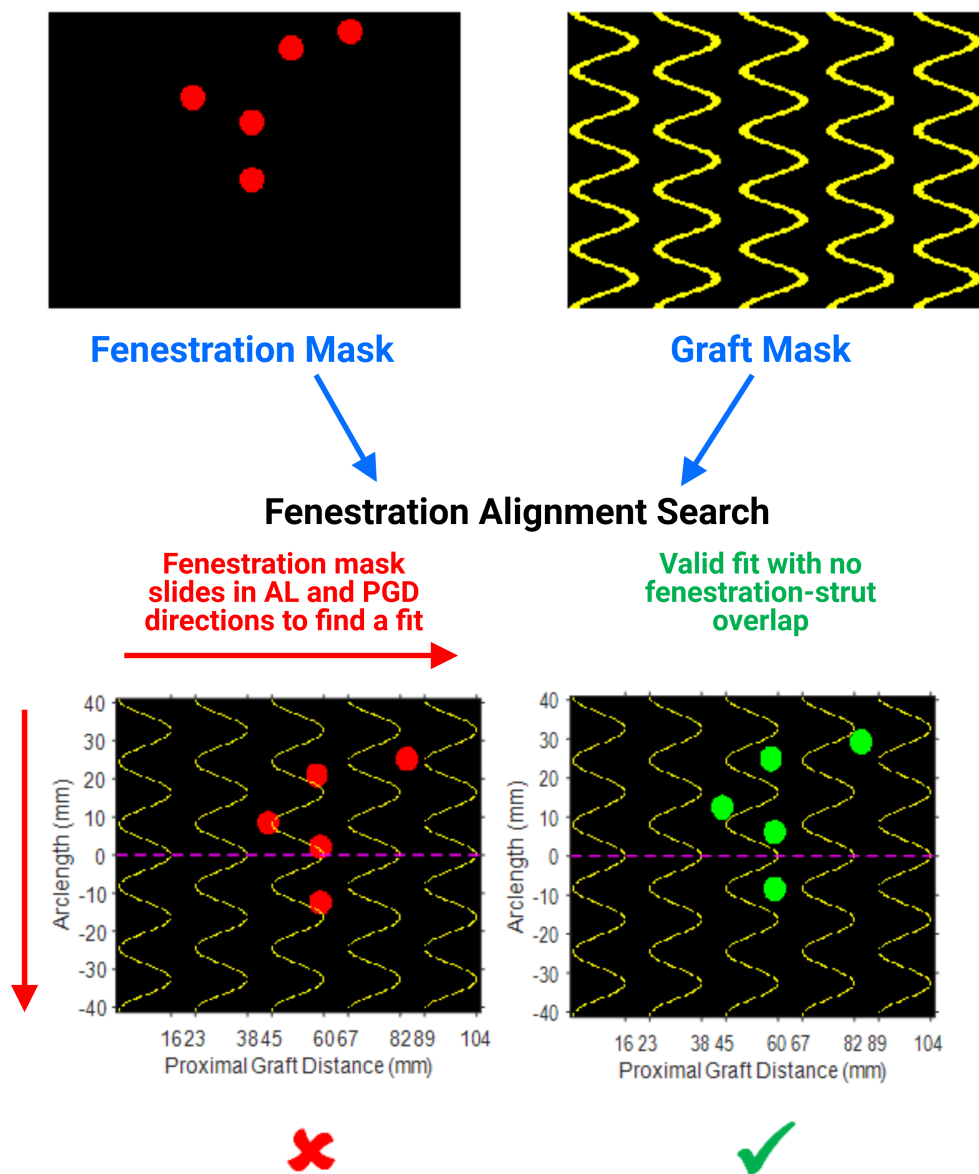 Fenestration Mask
Graft Mask
Fenestration Alignment Search
Fenestration mask
slides in AL and PGD
directions to find a fit
Valid fit with no
fenestration-strut
overlap
40
30
20
10
0
-10
-20
-30
-40
Arclength (mm)
16 23 38 45 60 67 82 89 104
Proximal Graft Distance (mm)
40
30
20
10
0
-10
-20
-30
-40
Arclength (mm)
16 23 38 45 60 67 82 89 104
Proximal Graft Distance (mm)